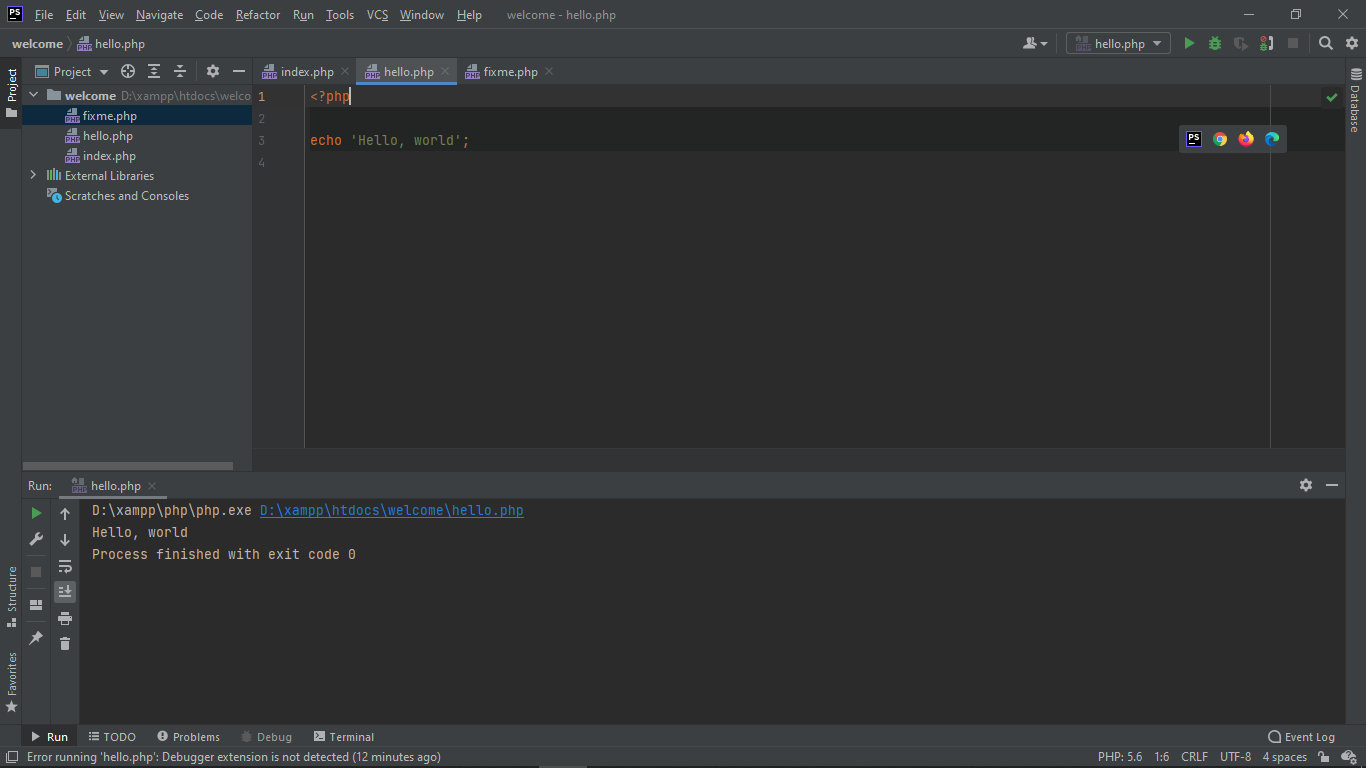 PS File Edit View Navigate Code Refactor Run Tools VCS Window Help welcome - hello.php
welcome hello.php
hello.php
Project
Project
index.php hello.php fixme.php
welcome D:\xampp\htdocs\welco
fixme.php
hello.php
index.php
External Libraries
Scratches and Consoles
1 <?php
2
3 echo 'Hello, world';
4
PS
Database
Run: hello.php
D:\xampp\php\php.exe D:\xampp\htdocs\welcome\hello.php
Hello, world
Process finished with exit code 0
Structure
Favorites
Run TODO Problems Debug Terminal Event Log
Error running 'hello.php': Debugger extension is not detected (12 minutes ago) PHP: 5.6 1:6 CRLF UTF-8 4 spaces